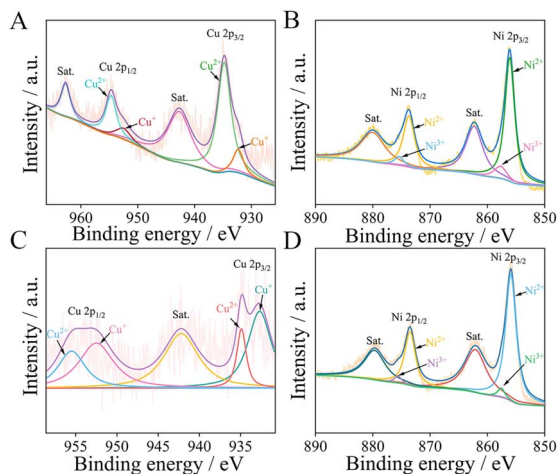 A
Cu 2p3/2
Cu 2p1/2
Cu2+
Sat.
Cu2+
Sat.
Cu+
Cu+
Intensity / a.u.
960 950 940 930
Binding energy / eV
B
Ni 2p3/2
Ni2+
Ni 2p1/2
Sat.
Sat.
Ni2+
Ni3+
Ni3+
Intensity / a.u.
890 880 870 860 850
Binding energy / eV
C
Cu 2p3/2
Cu+
Cu2+
Cu 2p1/2
Sat.
Cu2+
Cu+
Intensity / a.u.
955 950 945 940 935
Binding energy / eV
D
Ni 2p3/2
Ni2+
Ni 2p1/2
Sat.
Sat.
Ni2+
Ni3+
Ni3+
Intensity / a.u.
890 880 870 860 850
Binding energy / eV